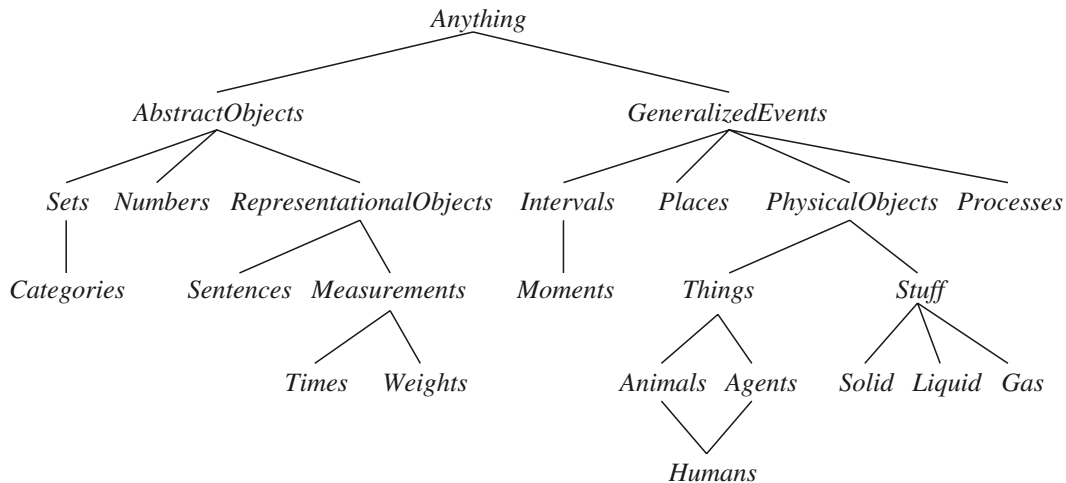 Anything
AbstractObjects GeneralizedEvents
Sets Numbers RepresentationalObjects Intervals Places PhysicalObjects Processes
Categories Sentences Measurements Moments Things Stuff
Times Weights Animals Agents Solid Liquid Gas
Humans